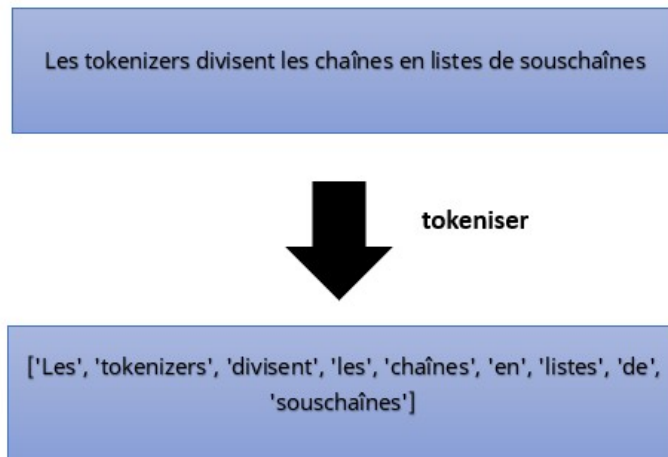 Les tokenizers divisent les chaînes en listes de souschaînes
tokeniser
['Les', 'tokenizers', 'divisent', 'les', 'chaînes', 'en', 'listes', 'de',
'souschaînes']